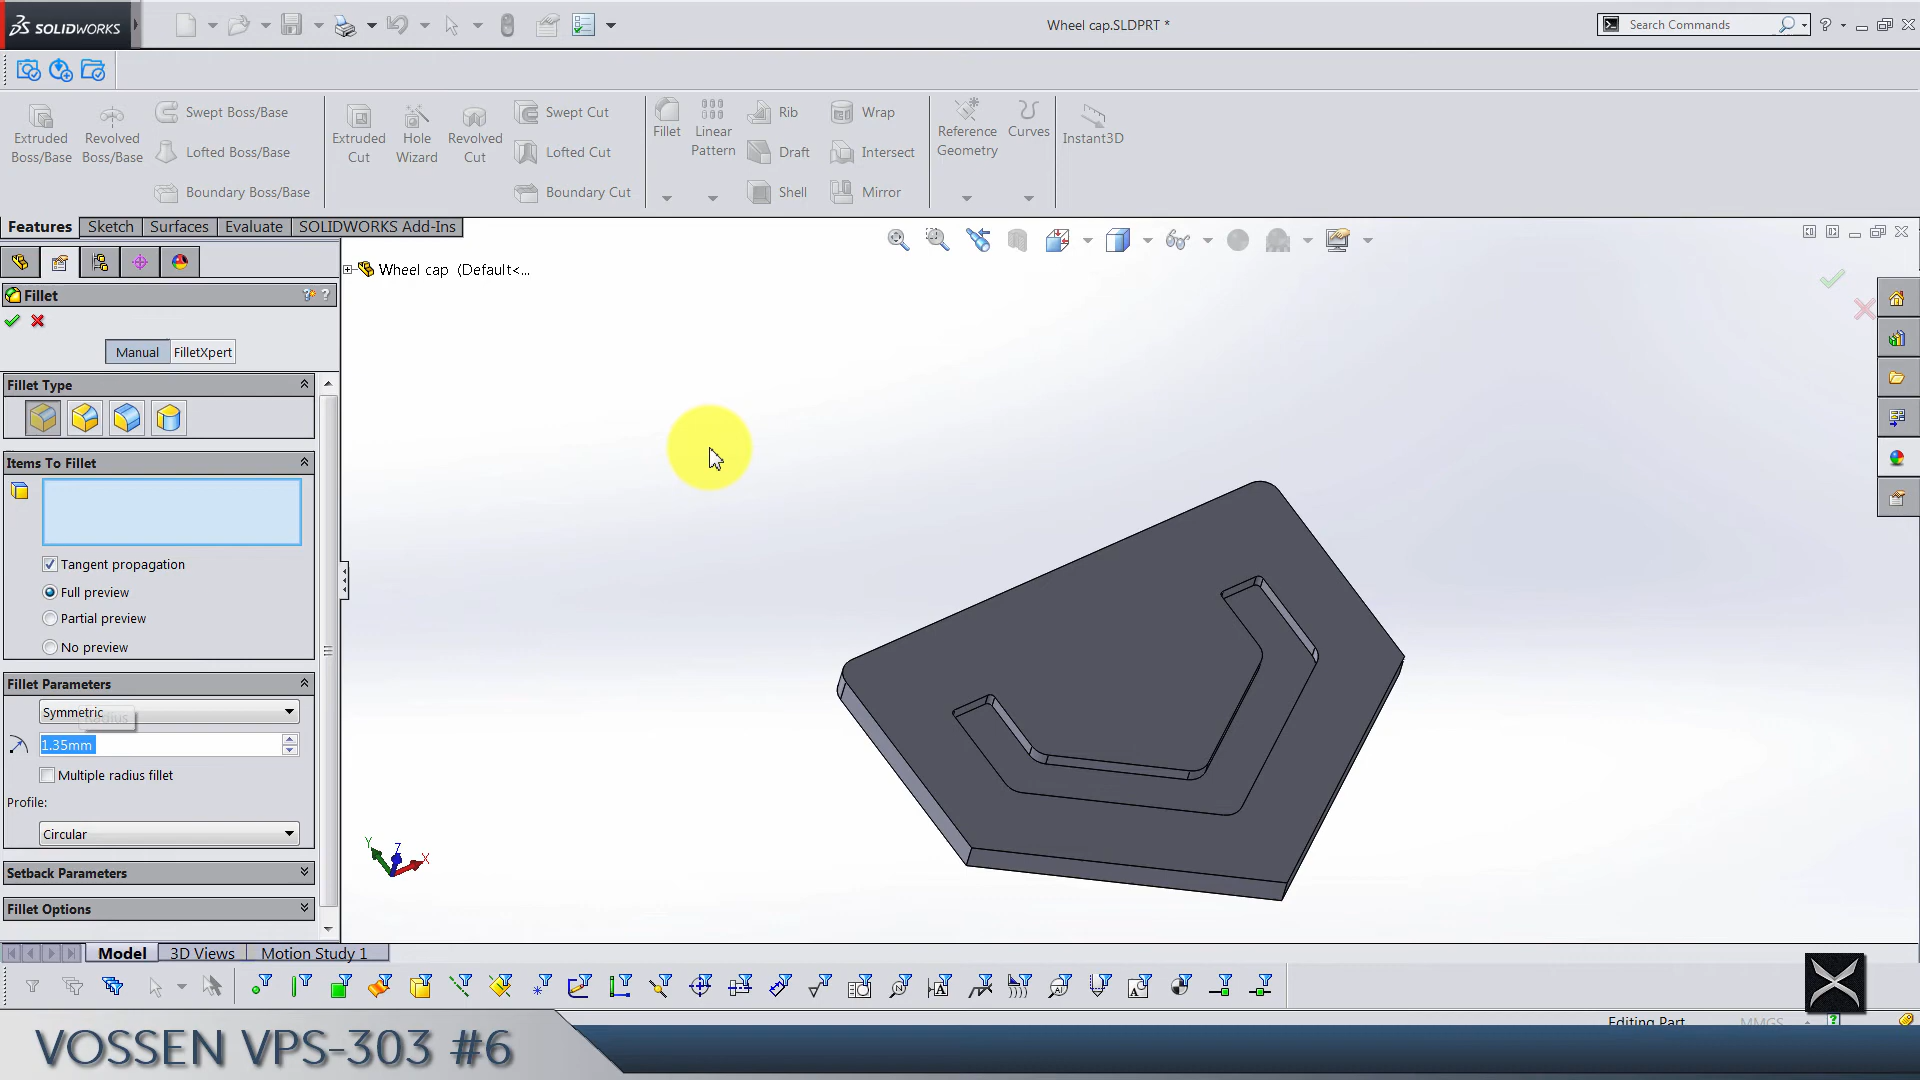 SOLIDWORKS
Wheel cap.SLDPRT *
Search Commands
Extruded Boss/Base
Revolved Boss/Base
Swept Boss/Base
Lofted Boss/Base
Boundary Boss/Base
Extruded Cut
Hole Wizard
Revolved Cut
Swept Cut
Lofted Cut
Boundary Cut
Fillet
Linear Pattern
Rib
Draft
Shell
Wrap
Intersect
Mirror
Reference Geometry
Curves
Instant3D
Features
Sketch
Surfaces
Evaluate
SOLIDWORKS Add-Ins
Wheel cap (Default<...
Fillet
Manual
FilletXpert
Fillet Type
Items To Fillet
Tangent propagation
Full preview
Partial preview
No preview
Fillet Parameters
Symmetric
Radius
1.35mm
Multiple radius fillet
Profile:
Circular
Setback Parameters
Fillet Options
Y
Z
X
Model
3D Views
Motion Study 1
Editing Part
MMGS
VOSSEN VPS-303 #6